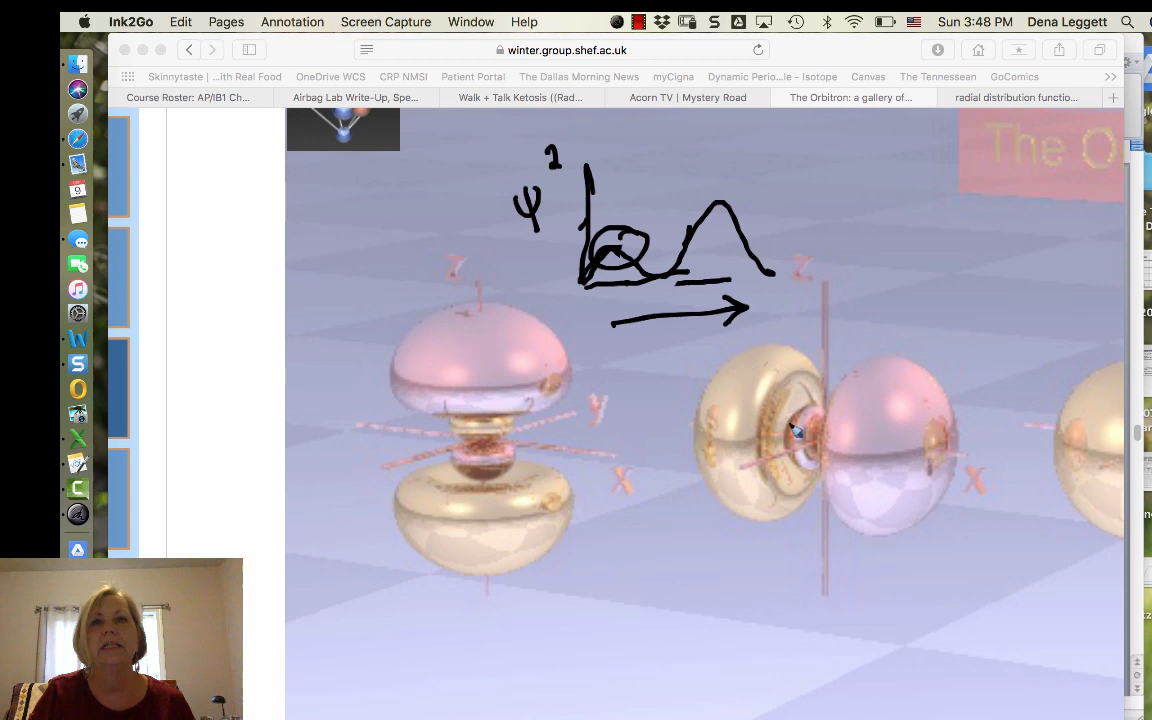 Ink2Go Edit Pages Annotation Screen Capture Window Help Sun 3:48 PM Dena Leggett
winter.group.shef.ac.uk
Skinnytaste | ...ith Real Food OneDrive WCS CRP NMSI Patient Portal The Dallas Morning News myCigna Dynamic Perio...le – Isotope Canvas The Tennessean GoComics
Course Roster: AP/IB1 Ch... Airbag Lab Write-Up, Spe... Walk + Talk Ketosis ((Rad... Acorn TV | Mystery Road The Orbitron: a gallery of... radial distribution functio...
The O
ψ 2
Z Z
y
X X